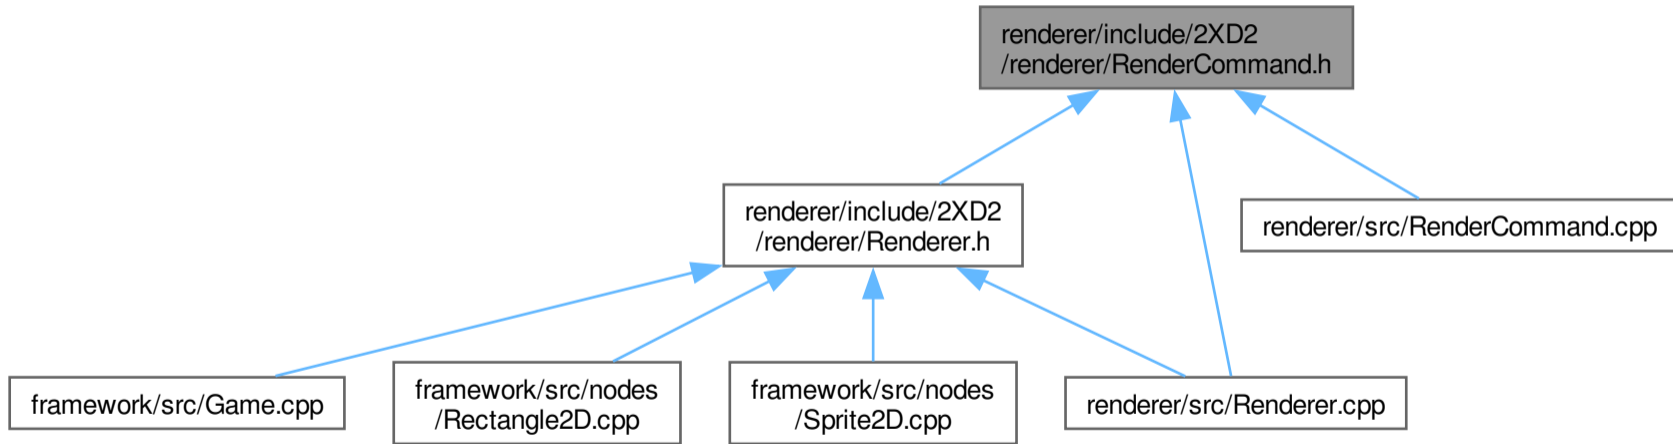 renderer/include/2XD2
/renderer/RenderCommand.h
renderer/include/2XD2
/renderer/Renderer.h
renderer/src/RenderCommand.cpp
framework/src/Game.cpp
framework/src/nodes
/Rectangle2D.cpp
framework/src/nodes
/Sprite2D.cpp
renderer/src/Renderer.cpp